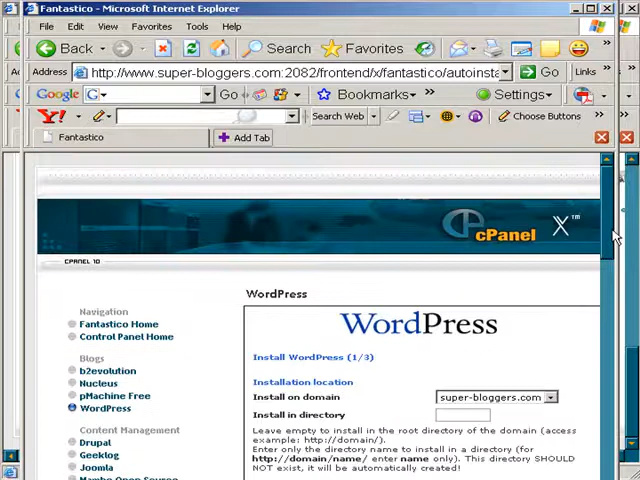 Fantastico - Microsoft Internet Explorer
File Edit View Favorites Tools Help
Back Search Favorites
Address http://www.super-bloggers.com:2082/frontend/x/fantastico/autoinsta Go Links
Google G Go Bookmarks Settings
Y! Search Web Choose Buttons
Fantastico Add Tab
cPanel X™
CPANEL 10
WordPress
Navigation
Fantastico Home
Control Panel Home
Blogs
b2evolution
Nucleus
pMachine Free
WordPress
Content Management
Drupal
Geeklog
Joomla
Mambo Open Source
WordPress
Install WordPress (1/3)
Installation location
Install on domain super-bloggers.com
Install in directory
Leave empty to install in the root directory of the domain (access
example: http://domain/).
Enter only the directory name to install in a directory (for
http://domain/name/ enter name only). This directory SHOULD
NOT exist, it will be automatically created!